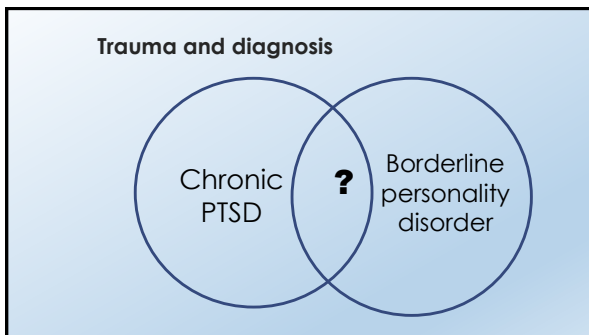 Trauma and diagnosis
Chronic
PTSD
?
Borderline
personality
disorder